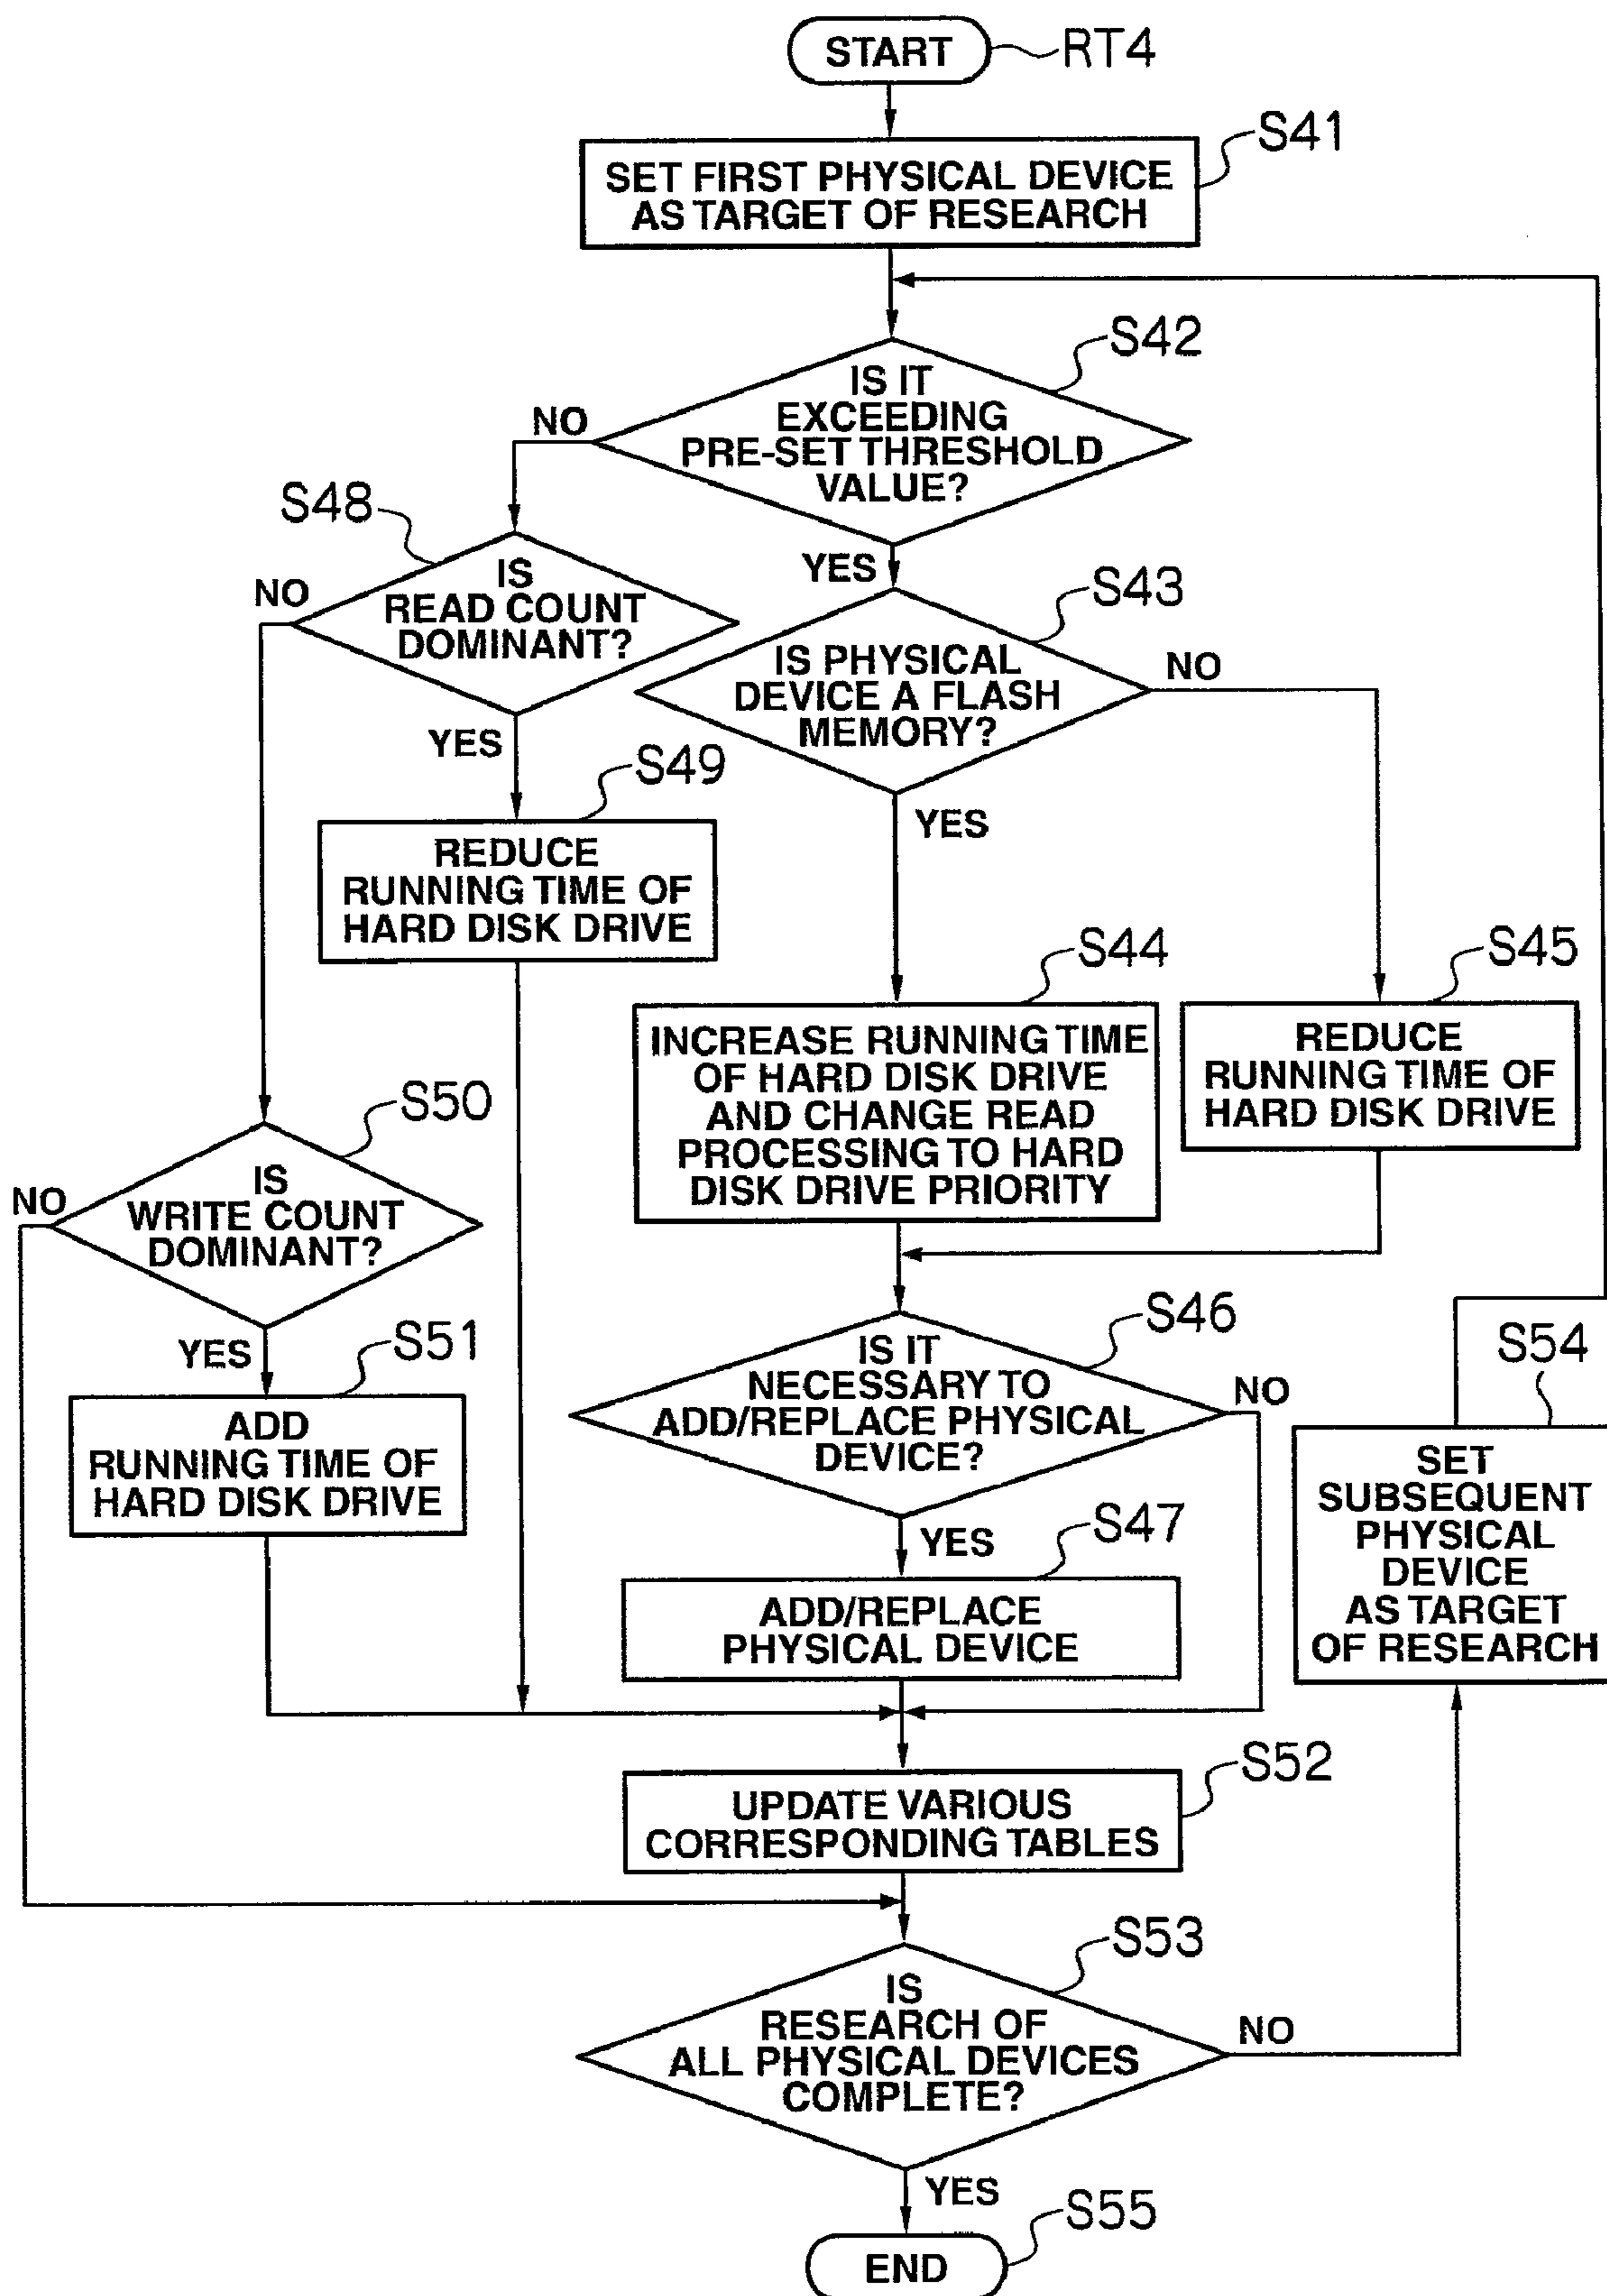 START
RT4
S41
SET FIRST PHYSICAL DEVICE
AS TARGET OF RESEARCH
S42
IS IT
EXCEEDING
PRE-SET THRESHOLD
VALUE?
NO
YES
S48
IS
READ COUNT
DOMINANT?
NO
YES
S43
IS PHYSICAL
DEVICE A FLASH
MEMORY?
NO
YES
S49
REDUCE
RUNNING TIME OF
HARD DISK DRIVE
S44
INCREASE RUNNING TIME
OF HARD DISK DRIVE
AND CHANGE READ
PROCESSING TO HARD
DISK DRIVE PRIORITY
S45
REDUCE
RUNNING TIME OF
HARD DISK DRIVE
S50
IS
WRITE COUNT
DOMINANT?
NO
YES
S51
ADD
RUNNING TIME OF
HARD DISK DRIVE
S46
IS IT
NECESSARY TO
ADD/REPLACE PHYSICAL
DEVICE?
NO
YES
S47
ADD/REPLACE
PHYSICAL DEVICE
S54
SET
SUBSEQUENT
PHYSICAL
DEVICE
AS TARGET
OF RESEARCH
S52
UPDATE VARIOUS
CORRESPONDING TABLES
S53
IS
RESEARCH OF
ALL PHYSICAL DEVICES
COMPLETE?
NO
YES
S55
END